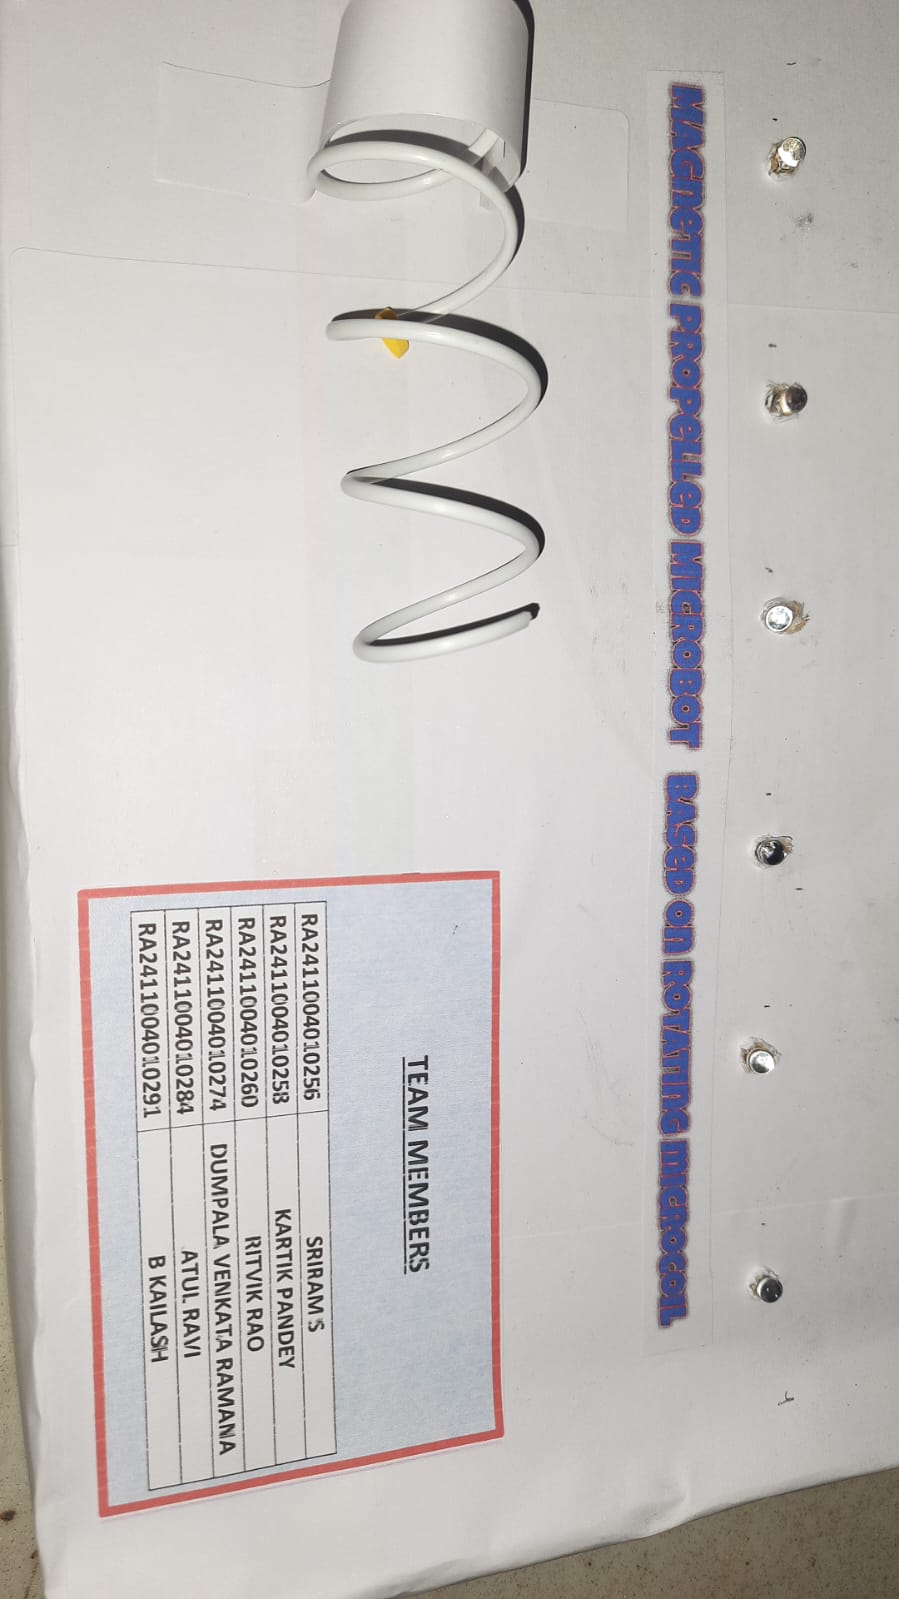 MAGNETIC PROPELLED MICROBOT BASED ON ROTATING MICROCOIL
TEAM MEMBERS
RA2411004010256 SRIRAM S
RA2411004010258 KARTIK PANDEY
RA2411004010260 RITVIK RAO
RA2411004010274 DUMPALA VENKATA RAMANA
RA2411004010284 ATUL RAVI
RA2411004010291 B KAILASH